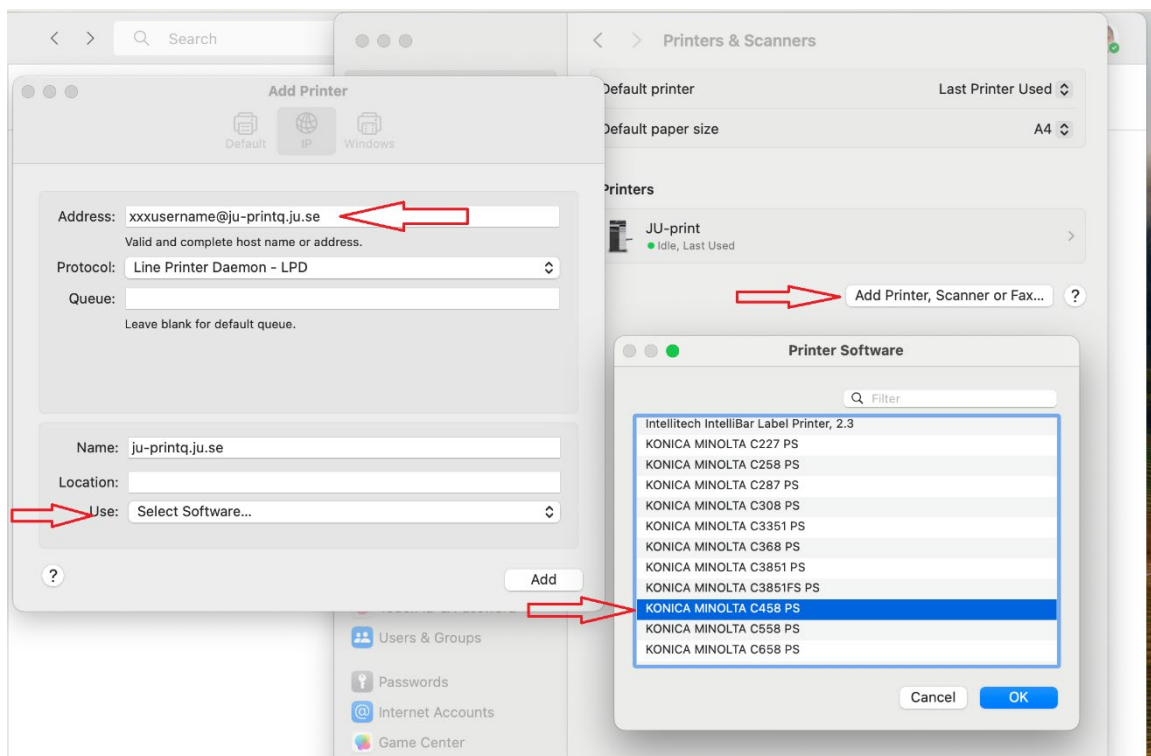 Search
Printers & Scanners
Default printer
Last Printer Used
Default paper size
A4
Printers
JU-print
Idle, Last Used
Add Printer, Scanner or Fax...
?
Add Printer
Default
IP
Windows
Address: xxxusername@ju-printq.ju.se
Valid and complete host name or address.
Protocol: Line Printer Daemon - LPD
Queue:
Leave blank for default queue.
Name: ju-printq.ju.se
Location:
Use: Select Software...
?
Add
Printer Software
Filter
Intellitech IntelliBar Label Printer, 2.3
KONICA MINOLTA C227 PS
KONICA MINOLTA C258 PS
KONICA MINOLTA C287 PS
KONICA MINOLTA C308 PS
KONICA MINOLTA C3351 PS
KONICA MINOLTA C368 PS
KONICA MINOLTA C3851 PS
KONICA MINOLTA C3851FS PS
KONICA MINOLTA C458 PS
KONICA MINOLTA C558 PS
KONICA MINOLTA C658 PS
Cancel
OK
Users & Groups
Passwords
Internet Accounts
Game Center